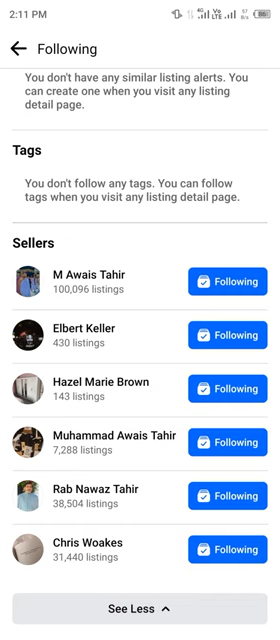 2:11 PM
4G
Vo
LTE
57
B/s
Following
You don't have any similar listing alerts. You
can create one when you visit any listing
detail page.
Tags
You don't follow any tags. You can follow
tags when you visit any listing detail page.
Sellers
M Awais Tahir
100,096 listings
Following
Elbert Keller
430 listings
Following
Hazel Marie Brown
143 listings
Following
Muhammad Awais Tahir
7,288 listings
Following
Rab Nawaz Tahir
38,504 listings
Following
Chris Woakes
31,440 listings
Following
See Less